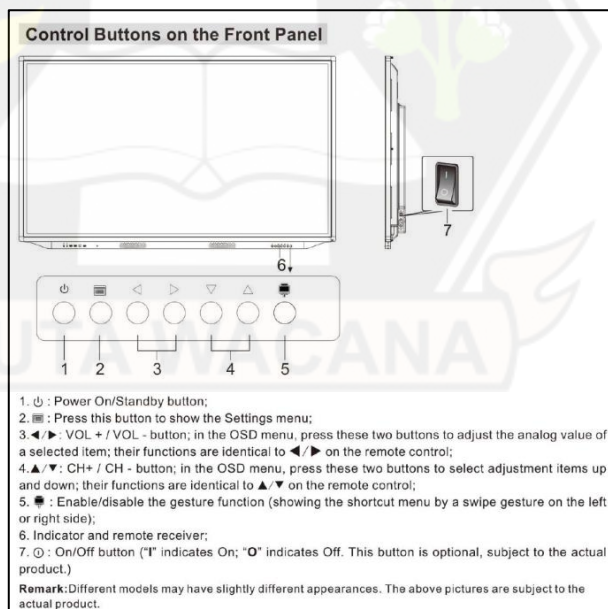 Control Buttons on the Front Panel
7
6
1 2 3 4 5
1. ⏻ : Power On/Standby button;
2. ▤ : Press this button to show the Settings menu;
3.◀/▶: VOL + / VOL - button; in the OSD menu, press these two buttons to adjust the analog value of
a selected item; their functions are identical to ◀/▶ on the remote control;
4.▲/▼: CH+ / CH - button; in the OSD menu, press these two buttons to select adjustment items up
and down; their functions are identical to ▲/▼ on the remote control;
5. : Enable/disable the gesture function (showing the shortcut menu by a swipe gesture on the left
or right side);
6. Indicator and remote receiver;
7. : On/Off button ("I" indicates On; "O" indicates Off. This button is optional, subject to the actual
product.)
Remark:Different models may have slightly different appearances. The above pictures are subject to the
actual product.
UTA WACANA